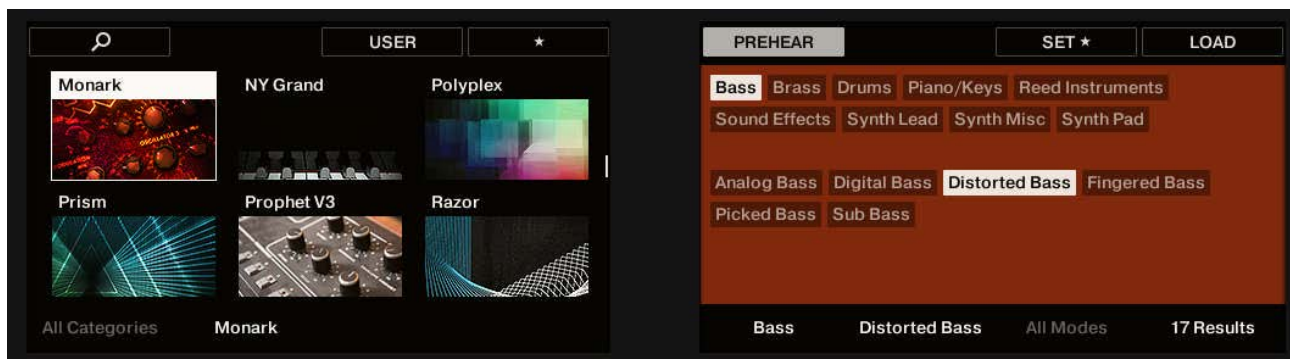 USER ★
Monark NY Grand Polyplex
Prism Prophet V3 Razor
All Categories Monark
PREHEAR SET ★ LOAD
Bass Brass Drums Piano/Keys Reed Instruments
Sound Effects Synth Lead Synth Misc Synth Pad
Analog Bass Digital Bass Distorted Bass Fingered Bass
Picked Bass Sub Bass
Bass Distorted Bass All Modes 17 Results